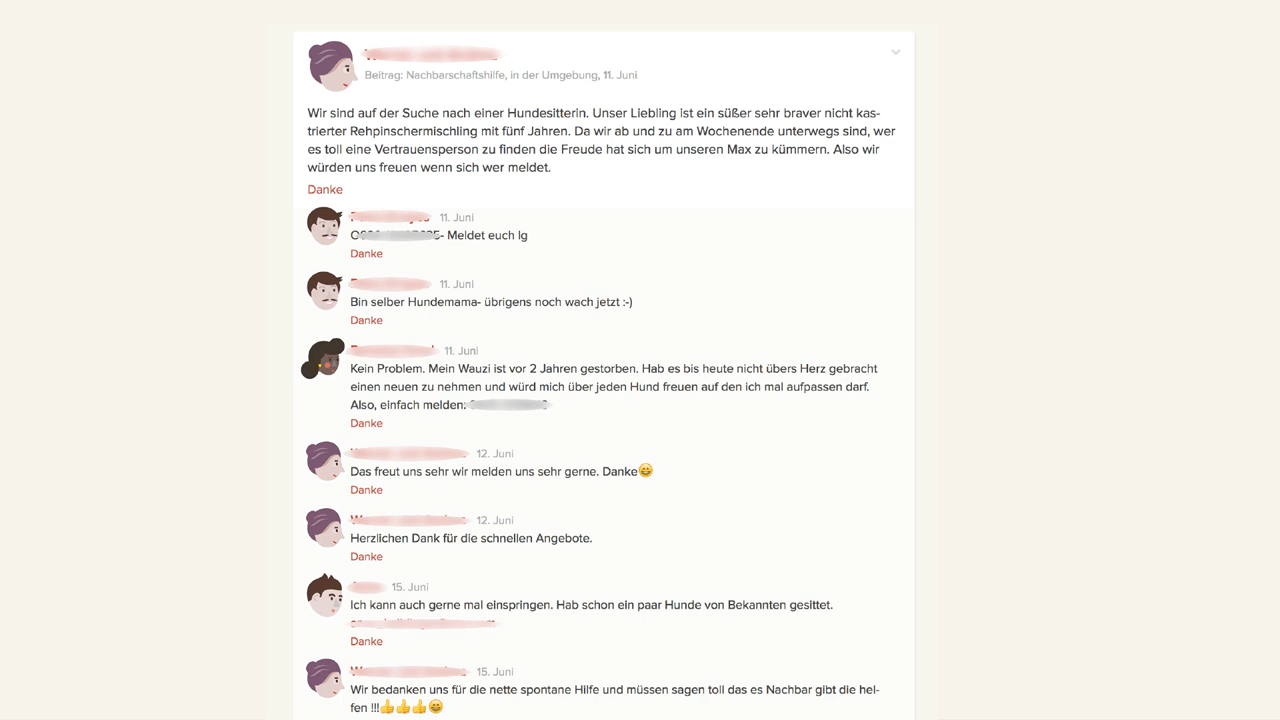 Beitrag: Nachbarschaftshilfe, in der Umgebung, 11. Juni
Wir sind auf der Suche nach einer Hundesitterin. Unser Liebling ist ein süßer sehr braver nicht kas-
trierter Rehpinschermischling mit fünf Jahren. Da wir ab und zu am Wochenende unterwegs sind, wer
es toll eine Vertrauensperson zu finden die Freude hat sich um unseren Max zu kümmern. Also wir
würden uns freuen wenn sich wer meldet.
Danke
11. Juni
- Meldet euch lg
Danke
11. Juni
Bin selber Hundemama- übrigens noch wach jetzt :-)
Danke
11. Juni
Kein Problem. Mein Wauzi ist vor 2 Jahren gestorben. Hab es bis heute nicht übers Herz gebracht
einen neuen zu nehmen und würd mich über jeden Hund freuen auf den ich mal aufpassen darf.
Also, einfach melden:
Danke
12. Juni
Das freut uns sehr wir melden uns sehr gerne. Danke😄
Danke
12. Juni
Herzlichen Dank für die schnellen Angebote.
Danke
15. Juni
Ich kann auch gerne mal einspringen. Hab schon ein paar Hunde von Bekannten gesittet.
Danke
15. Juni
Wir bedanken uns für die nette spontane Hilfe und müssen sagen toll das es Nachbar gibt die hel-
fen !!!👍👍👍😄